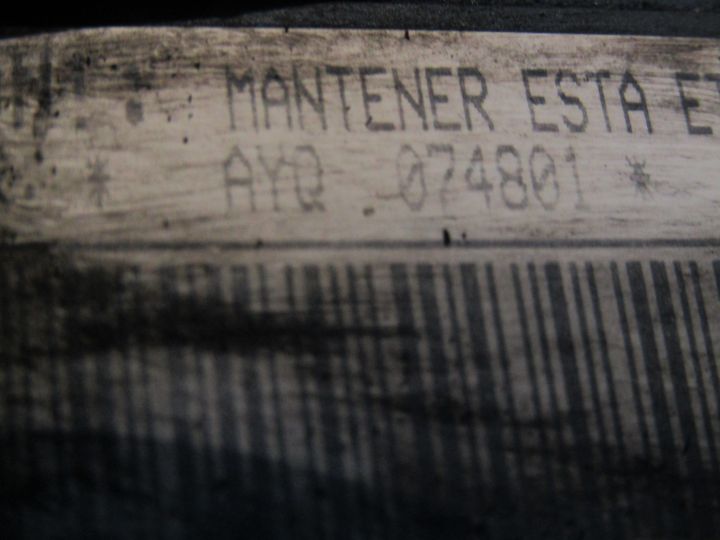 MANTENER ESTA
* AYQ 074801 *